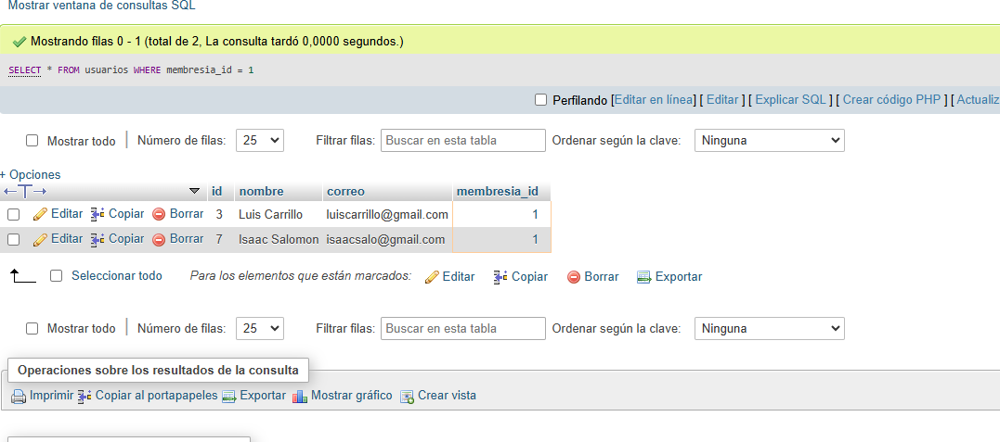 Mostrar ventana de consultas SQL
Mostrando filas 0 - 1 (total de 2, La consulta tardó 0,0000 segundos.)
SELECT * FROM usuarios WHERE membresia_id = 1
Perfilando [Editar en línea] [ Editar ] [ Explicar SQL ] [ Crear código PHP ] [ Actualiz
Mostrar todo | Número de filas: 25 Filtrar filas: Buscar en esta tabla Ordenar según la clave: Ninguna
+ Opciones
←T→ id nombre correo membresia_id
Editar Copiar Borrar 3 Luis Carrillo luiscarrillo@gmail.com 1
Editar Copiar Borrar 7 Isaac Salomon isaacsalo@gmail.com 1
Seleccionar todo Para los elementos que están marcados: Editar Copiar Borrar Exportar
Mostrar todo | Número de filas: 25 Filtrar filas: Buscar en esta tabla Ordenar según la clave: Ninguna
Operaciones sobre los resultados de la consulta
Imprimir Copiar al portapapeles Exportar Mostrar gráfico Crear vista